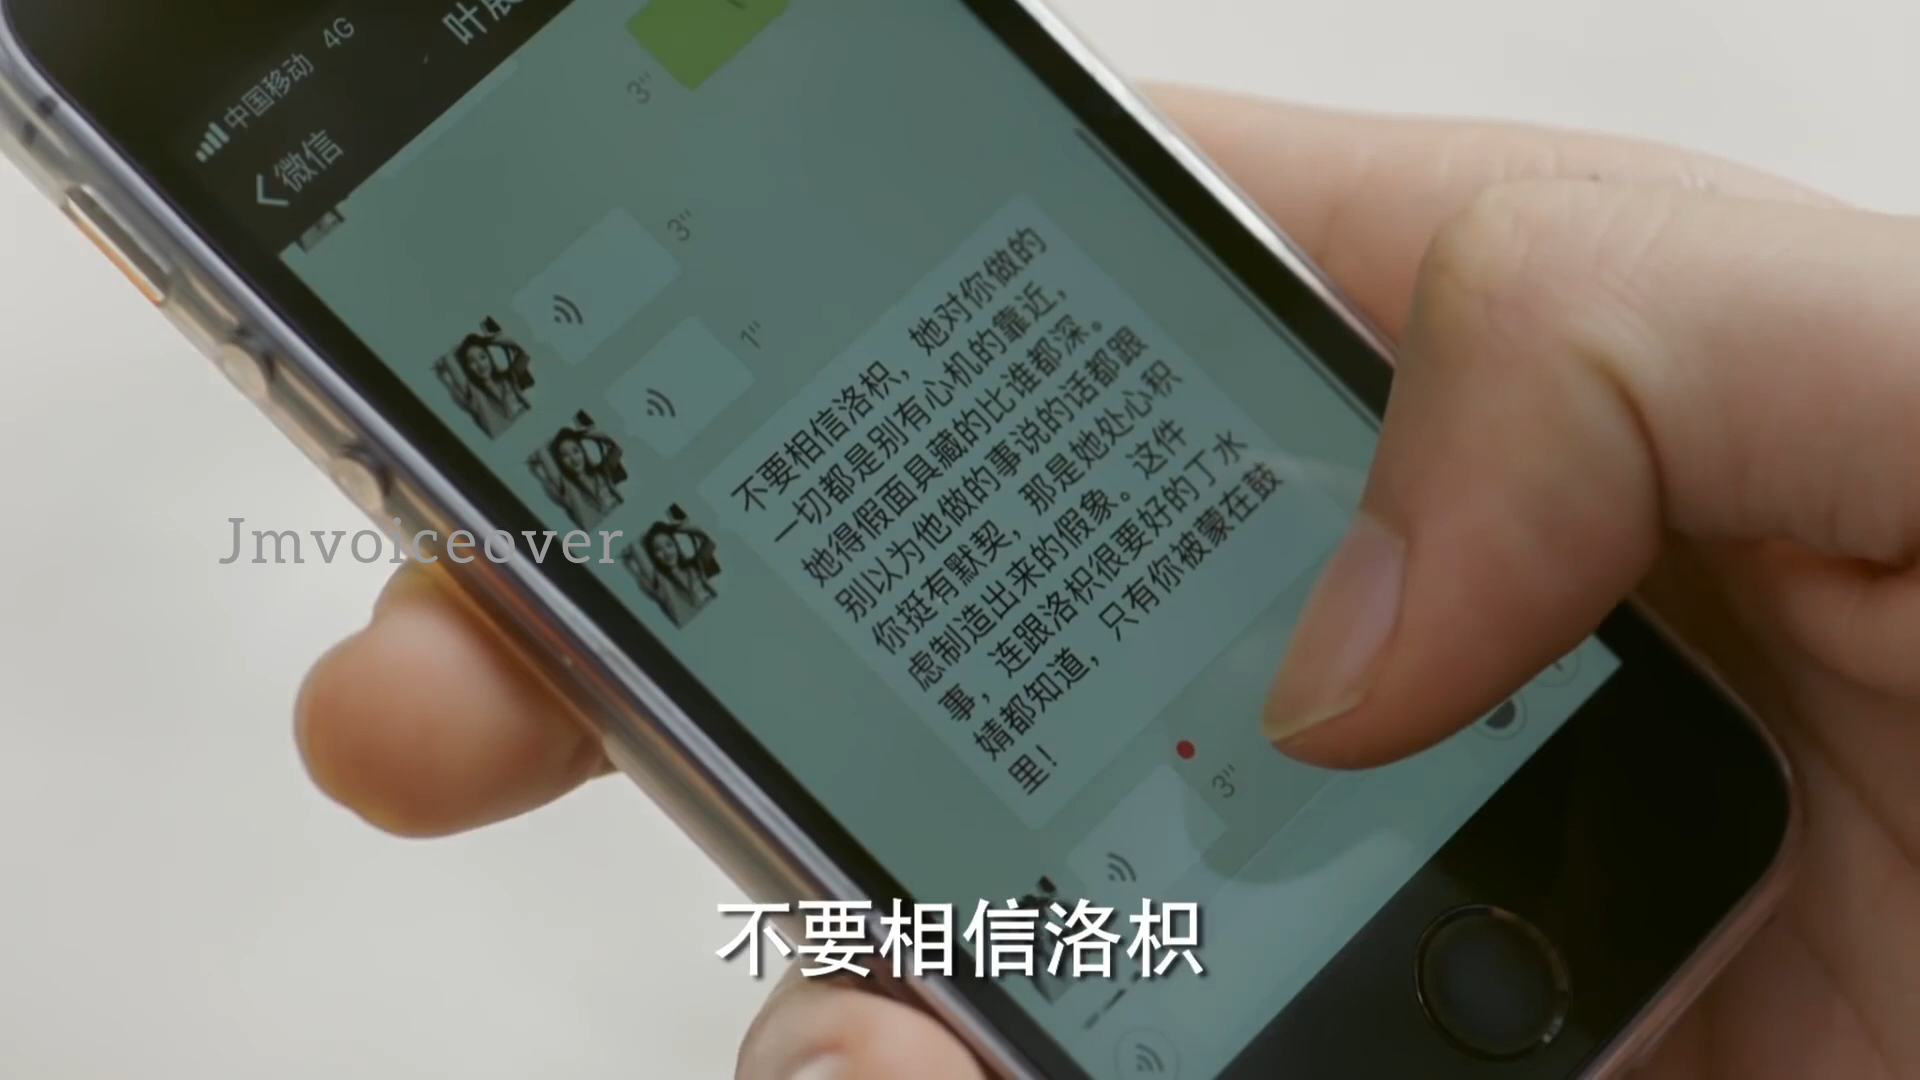 中国移动 4G
微信
叶展
3"
3"
1"
不要相信洛枳，她对你做的
一切都是别有心机的靠近，
她得假面具藏的比谁都深。
别以为他做的事说的话都跟
你挺有默契，那是她处心积
虑制造出来的假象。这件
事，连跟洛枳很要好的丁水
婧都知道，只有你被蒙在鼓
里！
3"
Jmvoiceover
不要相信洛枳